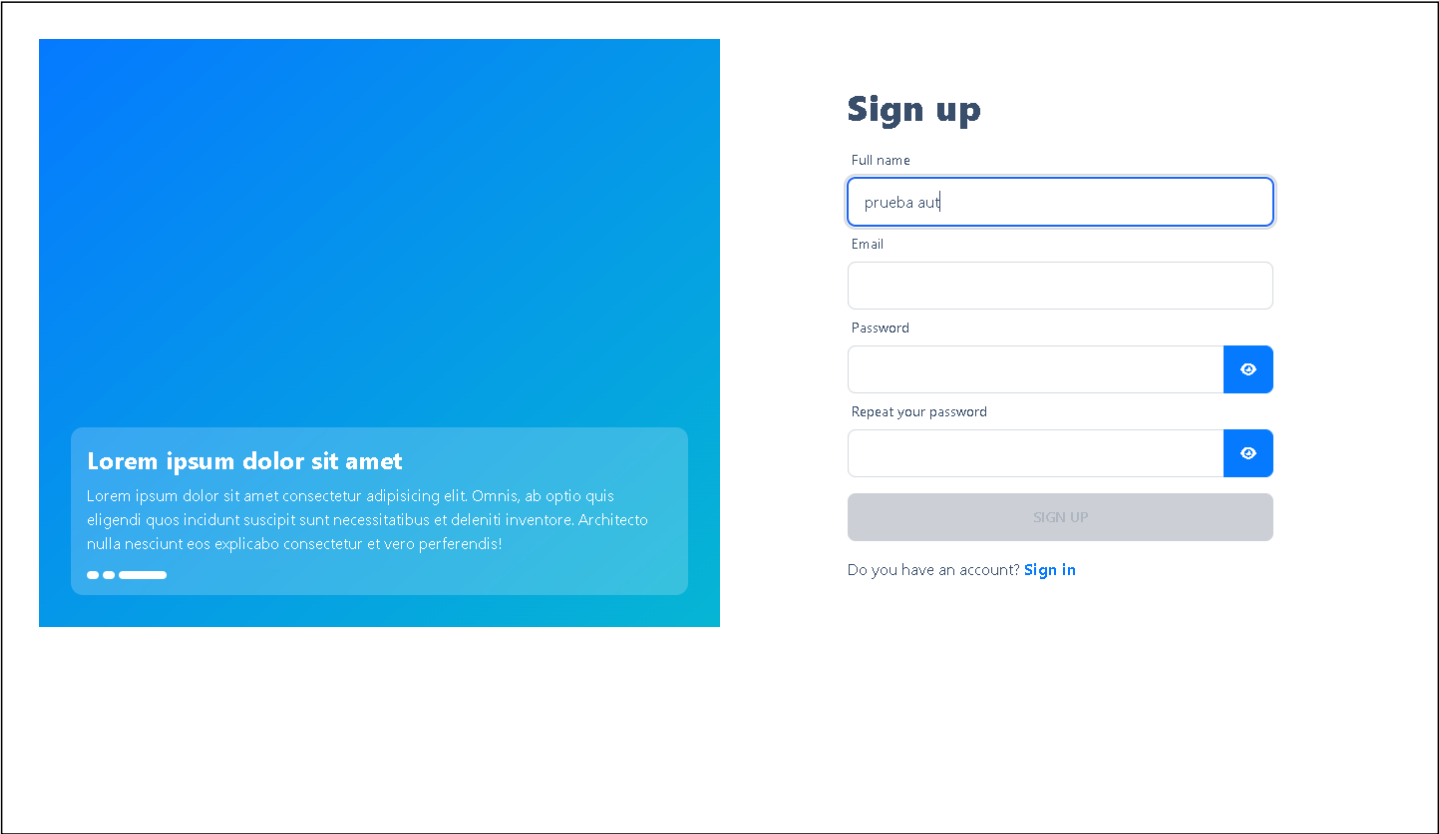 Sign up
Full name
prueba aut
Email
Password
Repeat your password
SIGN UP
Do you have an account? Sign in
Lorem ipsum dolor sit amet
Lorem ipsum dolor sit amet consectetur adipisicing elit. Omnis, ab optio quis
eligendi quos incidunt suscipit sunt necessitatibus et deleniti inventore. Architecto
nulla nesciunt eos explicabo consectetur et vero perferendis!